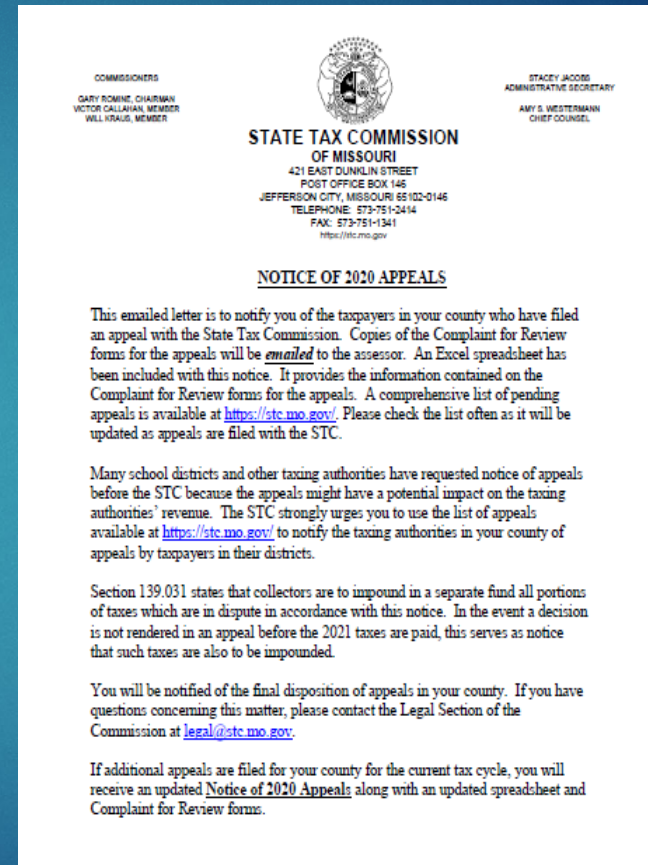 COMMISSIONERS
GARY ROMINE, CHAIRMAN
VICTOR CALLAHAN, MEMBER
WILL KRAUS, MEMBER
STACEY JACOBS
ADMINISTRATIVE SECRETARY
AMY S. WESTERMANN
CHIEF COUNSEL
STATE TAX COMMISSION
OF MISSOURI
421 EAST DUNKLIN STREET
POST OFFICE BOX 146
JEFFERSON CITY, MISSOURI 65102-0146
TELEPHONE: 573-751-2414
FAX: 573-751-1341
https://stc.mo.gov
NOTICE OF 2020 APPEALS
This emailed letter is to notify you of the taxpayers in your county who have filed
an appeal with the State Tax Commission. Copies of the Complaint for Review
forms for the appeals will be emailed to the assessor. An Excel spreadsheet has
been included with this notice. It provides the information contained on the
Complaint for Review forms for the appeals. A comprehensive list of pending
appeals is available at https://stc.mo.gov/. Please check the list often as it will be
updated as appeals are filed with the STC.
Many school districts and other taxing authorities have requested notice of appeals
before the STC because the appeals might have a potential impact on the taxing
authorities' revenue. The STC strongly urges you to use the list of appeals
available at https://stc.mo.gov/ to notify the taxing authorities in your county of
appeals by taxpayers in their districts.
Section 139.031 states that collectors are to impound in a separate fund all portions
of taxes which are in dispute in accordance with this notice. In the event a decision
is not rendered in an appeal before the 2021 taxes are paid, this serves as notice
that such taxes are also to be impounded.
You will be notified of the final disposition of appeals in your county. If you have
questions concerning this matter, please contact the Legal Section of the
Commission at legal@stc.mo.gov.
If additional appeals are filed for your county for the current tax cycle, you will
receive an updated Notice of 2020 Appeals along with an updated spreadsheet and
Complaint for Review forms.